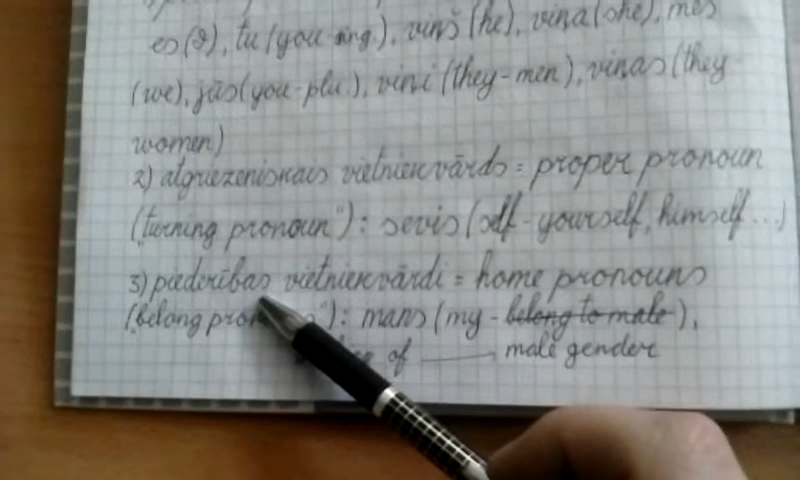 es (I), tu (you-sing.), viņš (he), viņa (she), mēs
(we), jūs (you-plu.), viņi (they-men), viņas (they-
women)
2) atgriezeniskais vietniekvārds = proper pronoun
("turning pronoun"): sevis (self - yourself, himself...)
3) piederības vietniekvārdi = home pronouns
("belong pro): mans (my - belong to male),
of male gender